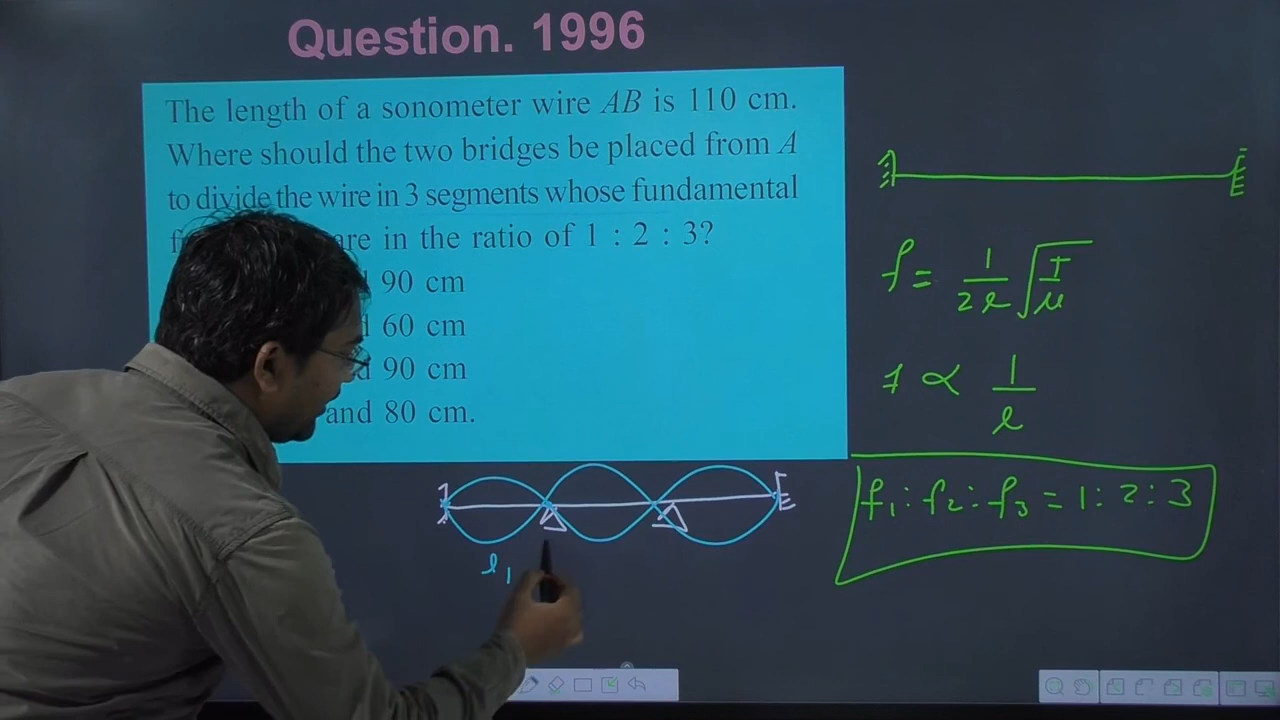 Question. 1996
The length of a sonometer wire AB is 110 cm.
Where should the two bridges be placed from A
to divide the wire in 3 segments whose fundamental
are in the ratio of 1 : 2 : 3?
90 cm
60 cm
90 cm
and 80 cm.
f = 1/2l √T/μ
f ∝ 1/l
f₁ : f₂ : f₃ = 1 : 2 : 3
l₁